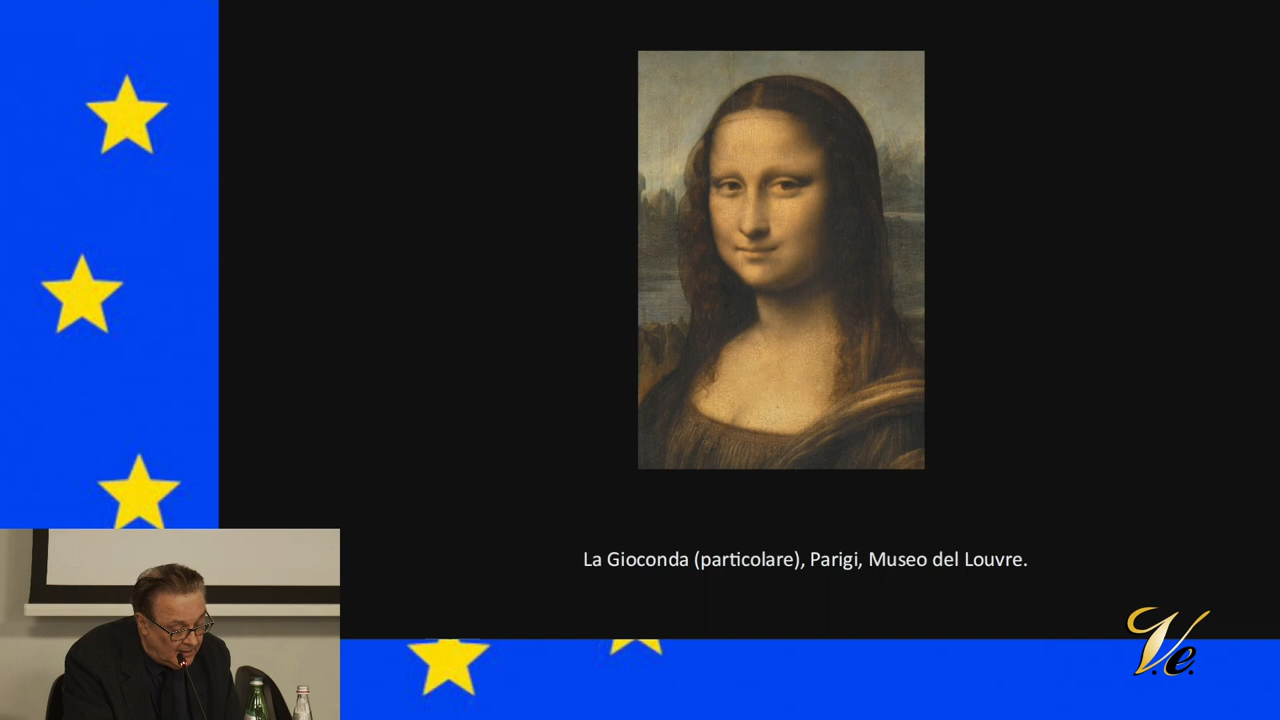 La Gioconda (particolare), Parigi, Museo del Louvre.
V.e.